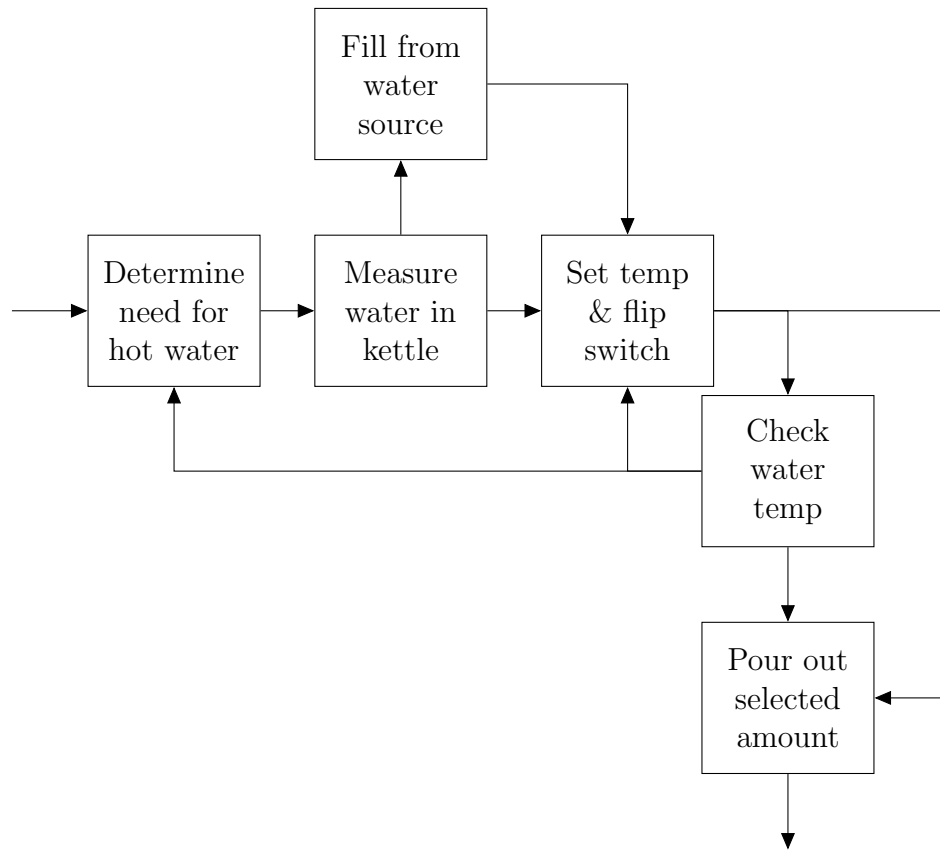 Fill from
water
source
Determine
need for
hot water
Measure
water in
kettle
Set temp
& flip
switch
Check
water
temp
Pour out
selected
amount